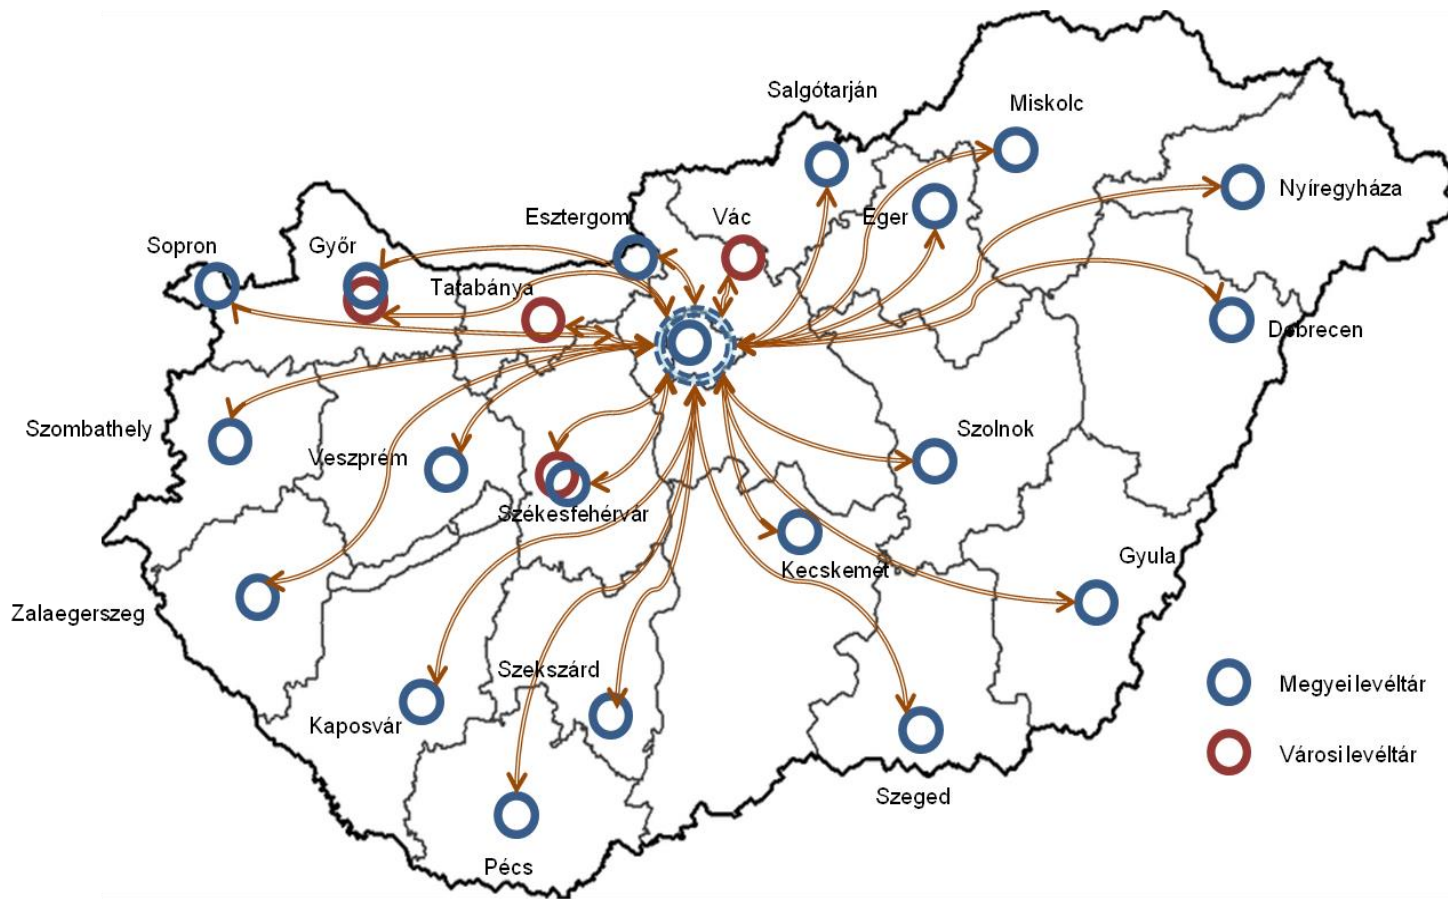 Salgótarján
Miskolc
Nyíregyháza
Esztergom
Vác
Eger
Sopron
Győr
Tatabánya
Debrecen
Szombathely
Veszprém
Szolnok
Székesfehérvár
Kecskemét
Gyula
Zalaegerszeg
Szekszárd
Kaposvár
Szeged
Pécs
Megyei levéltár
Városi levéltár